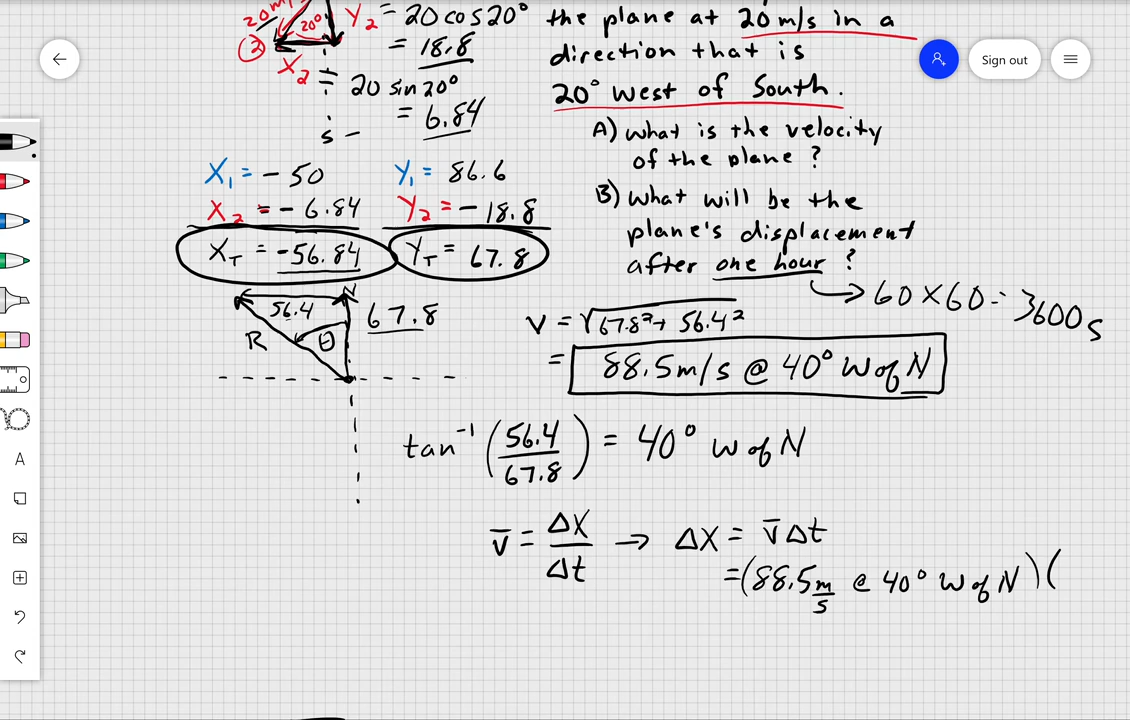 20m/
20°
Y₂ = 20 cos 20°
= 18.8
②
X₂ = 20 sin 20°
= 6.84
X₁ = - 50
X₂ = - 6.84
X_T = -56.84
Y₁ = 86.6
Y₂ = - 18.8
Y_T = 67.8
the plane at 20 m/s in a
direction that is
20° west of South.
A) what is the velocity
of the plane ?
B) what will be the
plane's displacement
after one hour ?
→ 60 × 60 = 3600 s
N
56.4
67.8
R
θ
V = √67.8² + 56.4²
= 88.5 m/s @ 40° W of N
tan⁻¹ (56.4/67.8) = 40° W of N
v̄ = ΔX/Δt → ΔX = v̄Δt
= (88.5 m/s @ 40° W of N) (
Sign out
A